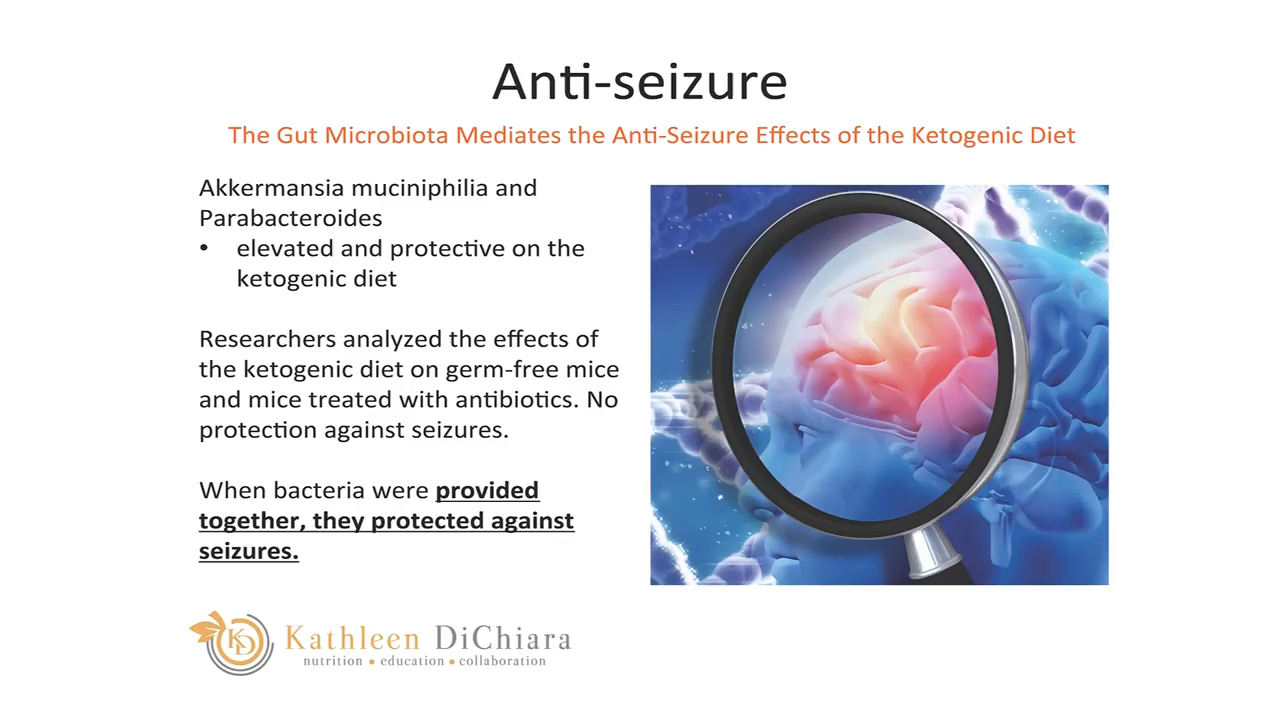 Anti-seizure
The Gut Microbiota Mediates the Anti-Seizure Effects of the Ketogenic Diet
Akkermansia muciniphilia and
Parabacteroides
• elevated and protective on the
ketogenic diet
Researchers analyzed the effects of
the ketogenic diet on germ-free mice
and mice treated with antibiotics. No
protection against seizures.
When bacteria were provided
together, they protected against
seizures.
KD
Kathleen DiChiara
nutrition • education • collaboration